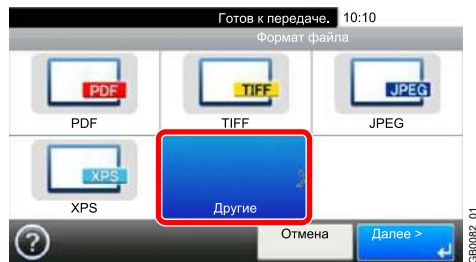 Готов к передаче. 10:10
Формат файла
PDF TIFF JPEG
PDF TIFF JPEG
XPS
XPS Другие
? Отмена Далее >
GB0082_01